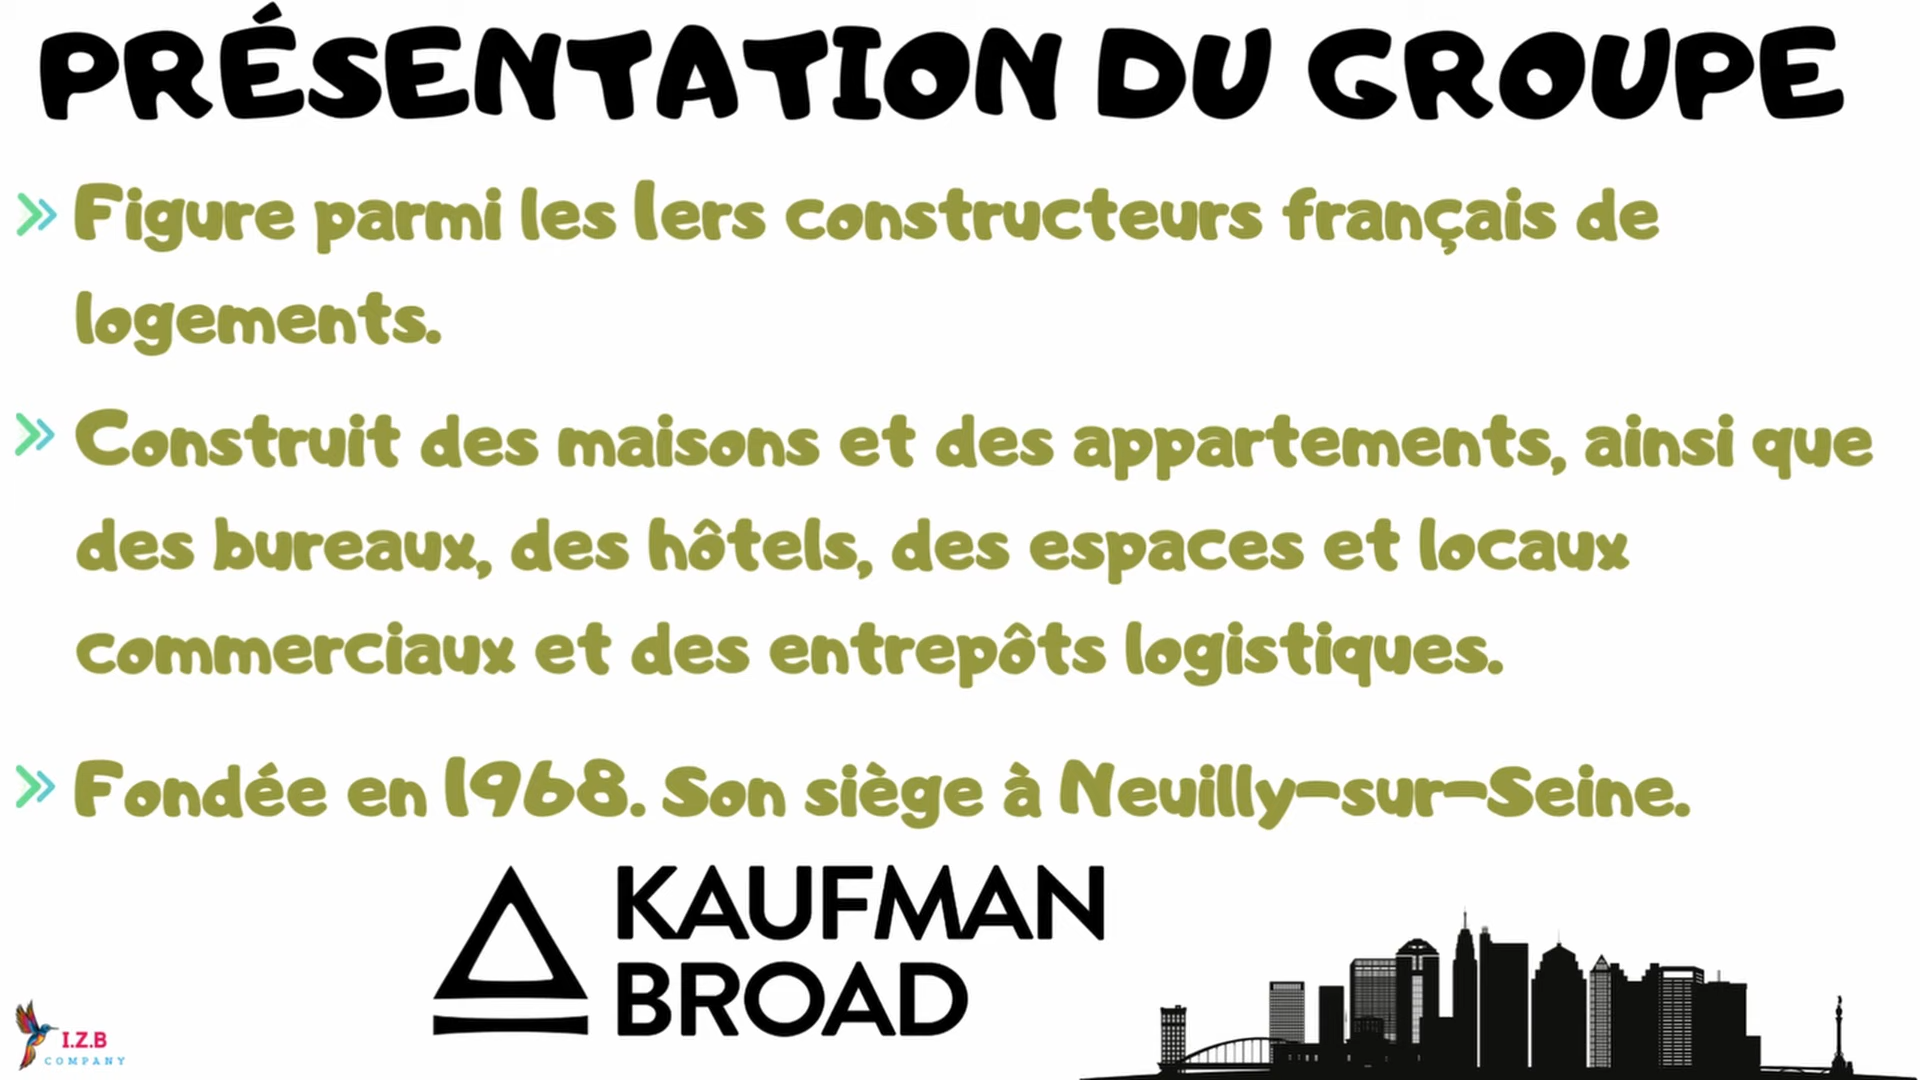 PRÉSENTATION DU GROUPE
Figure parmi les 1ers constructeurs français de
logements.
Construit des maisons et des appartements, ainsi que
des bureaux, des hôtels, des espaces et locaux
commerciaux et des entrepôts logistiques.
Fondée en 1968. Son siège à Neuilly-sur-Seine.
KAUFMAN
BROAD
I.Z.B
COMPANY